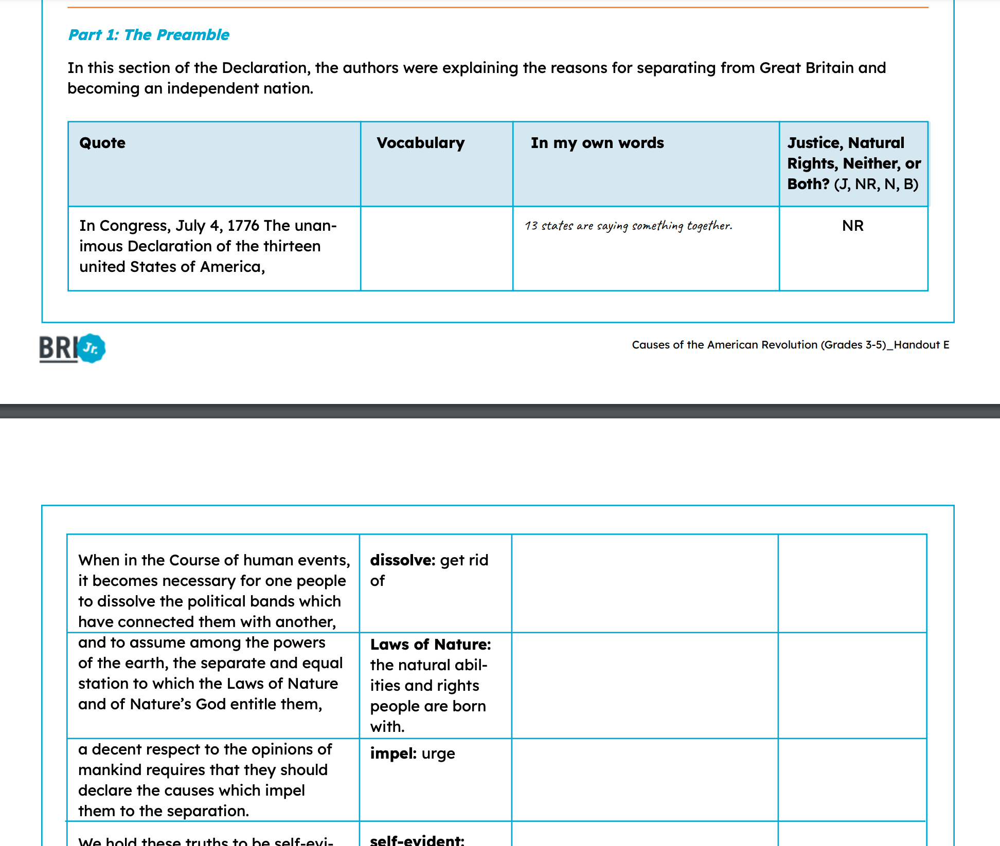 Part 1: The Preamble
In this section of the Declaration, the authors were explaining the reasons for separating from Great Britain and
becoming an independent nation.
Quote
Vocabulary
In my own words
Justice, Natural
Rights, Neither, or
Both? (J, NR, N, B)
In Congress, July 4, 1776 The unan-
imous Declaration of the thirteen
united States of America,
13 states are saying something together.
NR
BRI Jr.
Causes of the American Revolution (Grades 3-5)_Handout E
When in the Course of human events,
it becomes necessary for one people
to dissolve the political bands which
have connected them with another,
dissolve: get rid
of
and to assume among the powers
of the earth, the separate and equal
station to which the Laws of Nature
and of Nature's God entitle them,
Laws of Nature:
the natural abil-
ities and rights
people are born
with.
a decent respect to the opinions of
mankind requires that they should
declare the causes which impel
them to the separation.
impel: urge
We hold these truths to be self-evi-
self-evident: